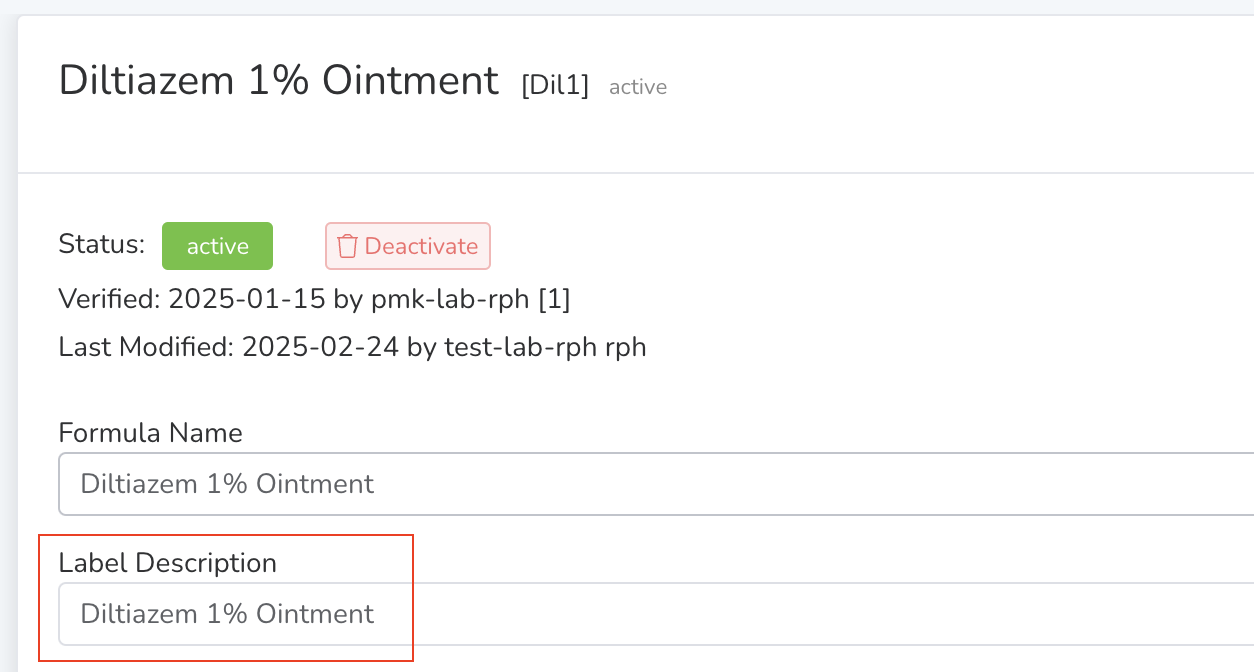 Diltiazem 1% Ointment [Dil1] active
Status: active Deactivate
Verified: 2025-01-15 by pmk-lab-rph [1]
Last Modified: 2025-02-24 by test-lab-rph rph
Formula Name
Diltiazem 1% Ointment
Label Description
Diltiazem 1% Ointment